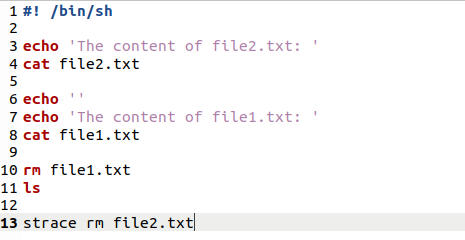 1 #! /bin/sh
2
3 echo 'The content of file2.txt: '
4 cat file2.txt
5
6 echo ''
7 echo 'The content of file1.txt: '
8 cat file1.txt
9
10 rm file1.txt
11 ls
12
13 strace rm file2.txt